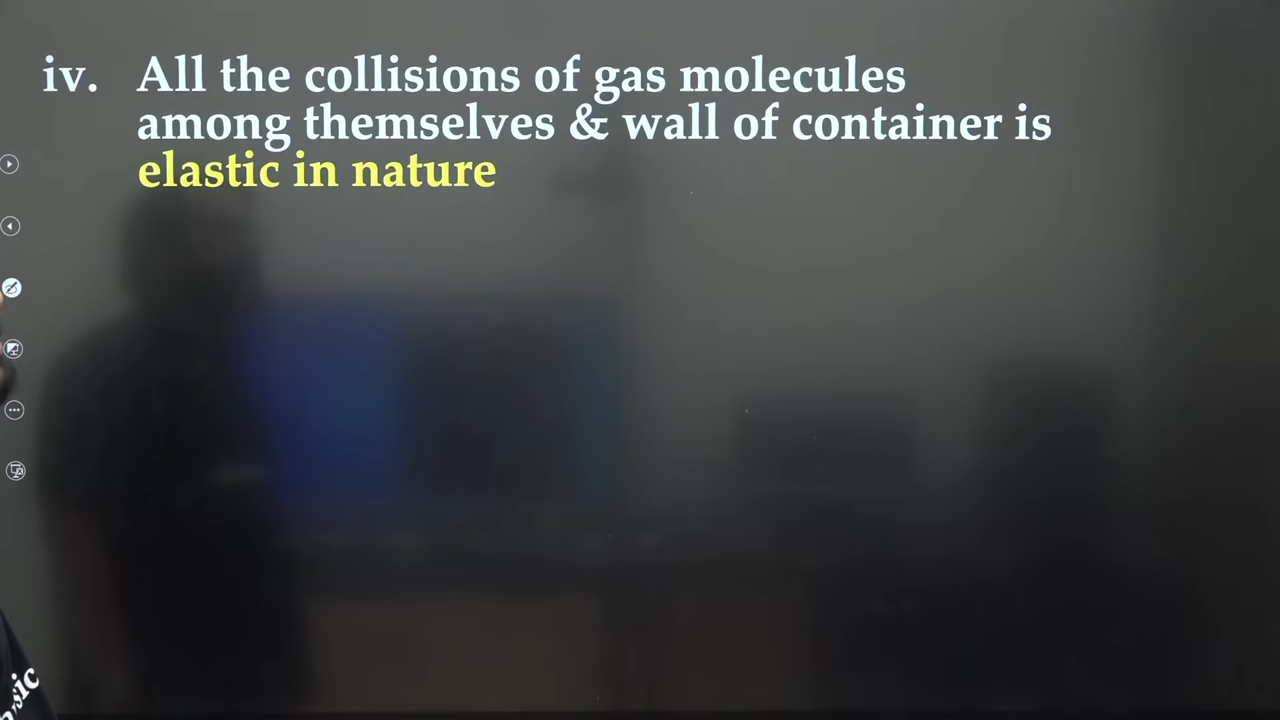 iv. All the collisions of gas molecules
among themselves & wall of container is
elastic in nature